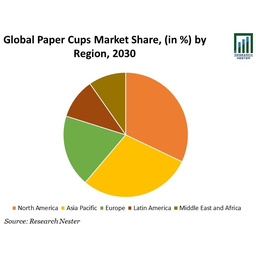 Global Paper Cups Market Share, (in %) by
Region, 2030
RESEARCH
NESTER
North America Asia Pacific Europe Latin America Middle East and Africa
Source: Research Nester